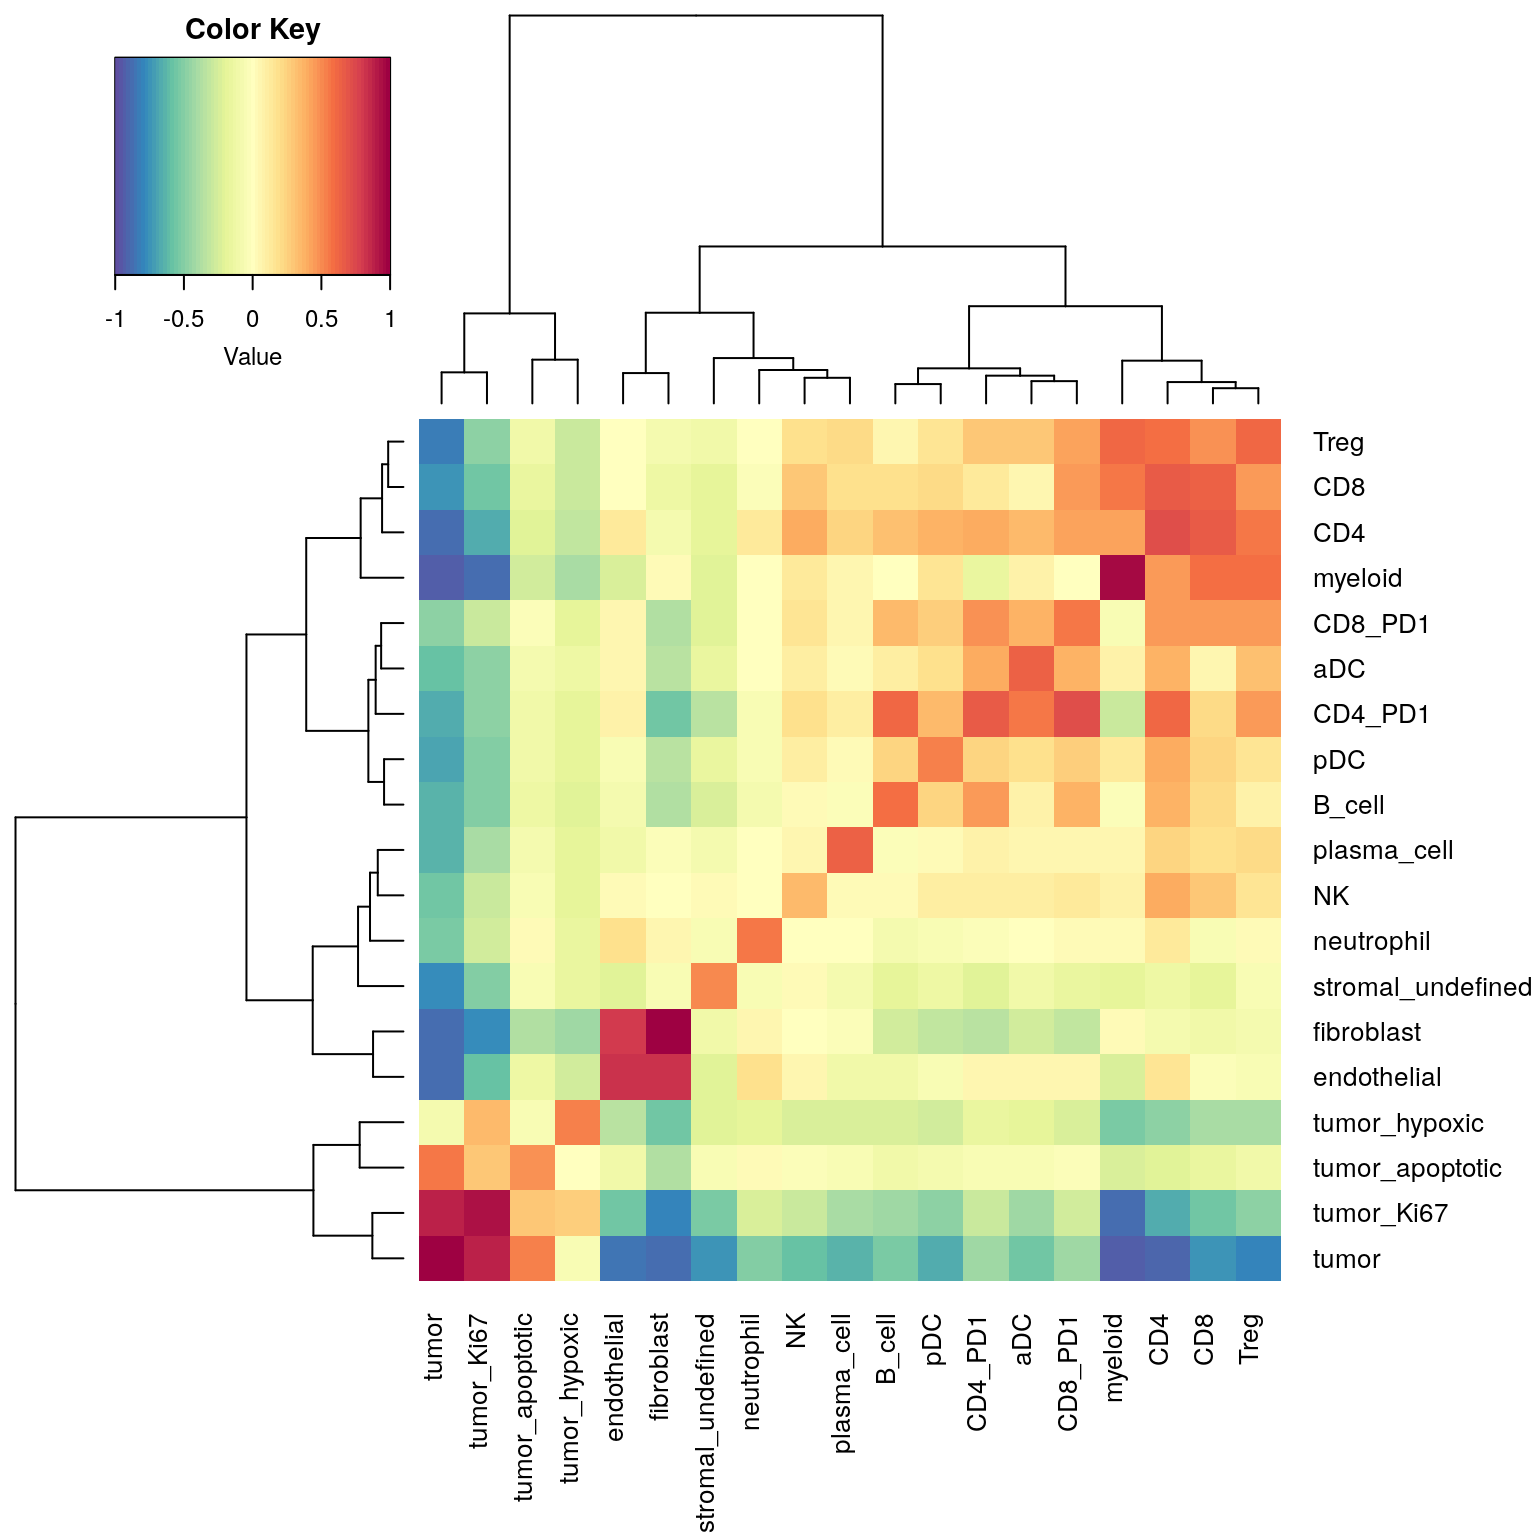 Color Key
-1 -0.5 0 0.5 1
Value
Treg
CD8
CD4
myeloid
CD8_PD1
aDC
CD4_PD1
pDC
B_cell
plasma_cell
NK
neutrophil
stromal_undefined
fibroblast
endothelial
tumor_hypoxic
tumor_apoptotic
tumor_Ki67
tumor
tumor
tumor_Ki67
tumor_apoptotic
tumor_hypoxic
endothelial
fibroblast
stromal_undefined
neutrophil
NK
plasma_cell
B_cell
pDC
CD4_PD1
aDC
CD8_PD1
myeloid
CD4
CD8
Treg